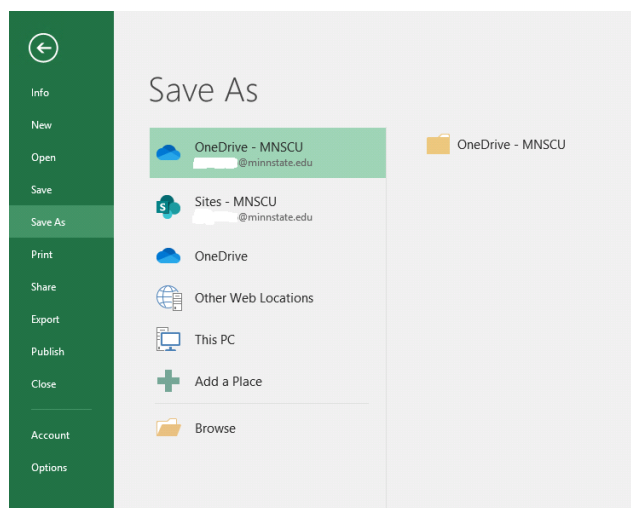 Info
New
Open
Save
Save As
Print
Share
Export
Publish
Close
Account
Options
Save As
OneDrive - MNSCU
@minnstate.edu
S
Sites - MNSCU
@minnstate.edu
OneDrive
Other Web Locations
This PC
Add a Place
Browse
OneDrive - MNSCU